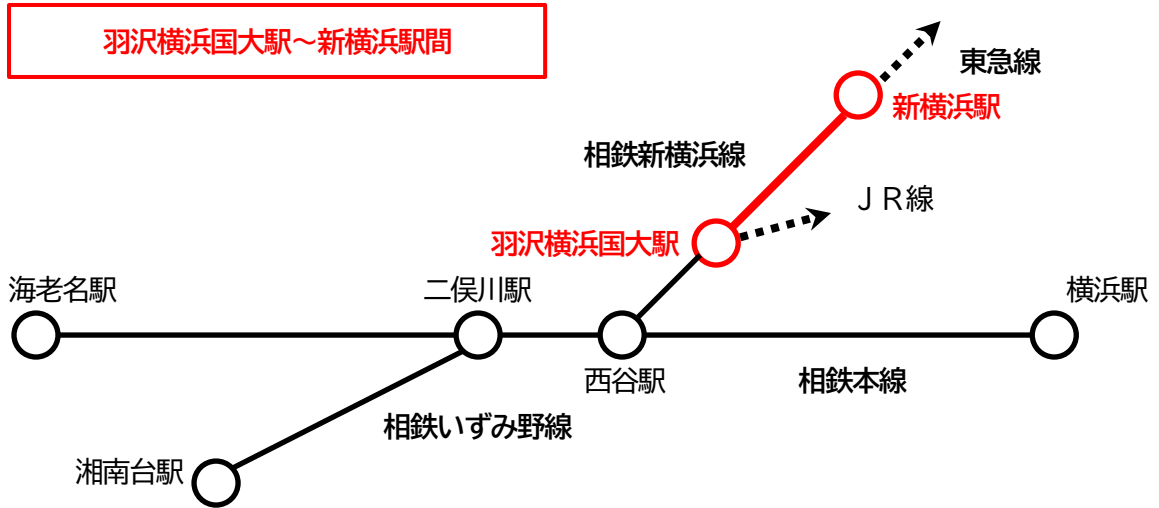 羽沢横浜国大駅～新横浜駅間
東急線
新横浜駅
相鉄新横浜線
ＪＲ線
羽沢横浜国大駅
海老名駅
二俣川駅
横浜駅
西谷駅
相鉄本線
相鉄いずみ野線
湘南台駅